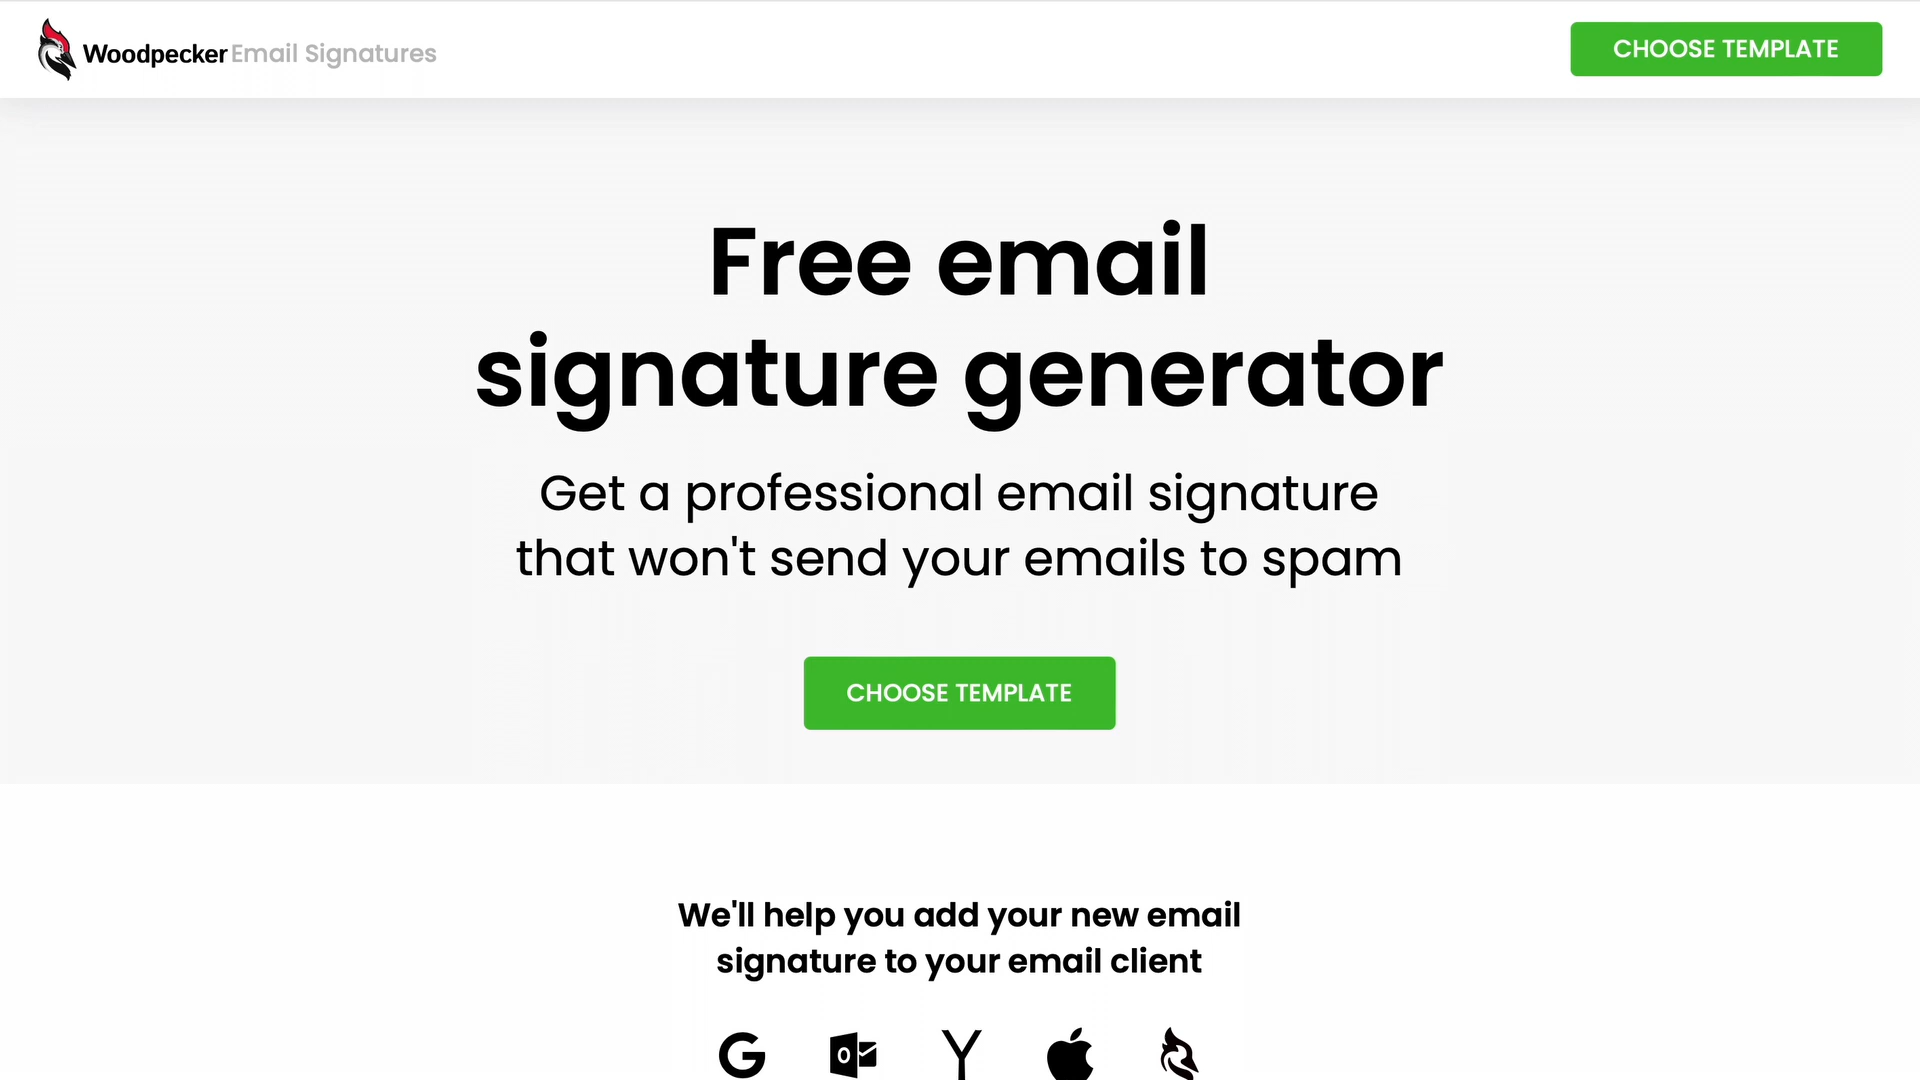 Woodpecker Email Signatures
CHOOSE TEMPLATE
Free email
signature generator
Get a professional email signature
that won't send your emails to spam
CHOOSE TEMPLATE
We'll help you add your new email
signature to your email client